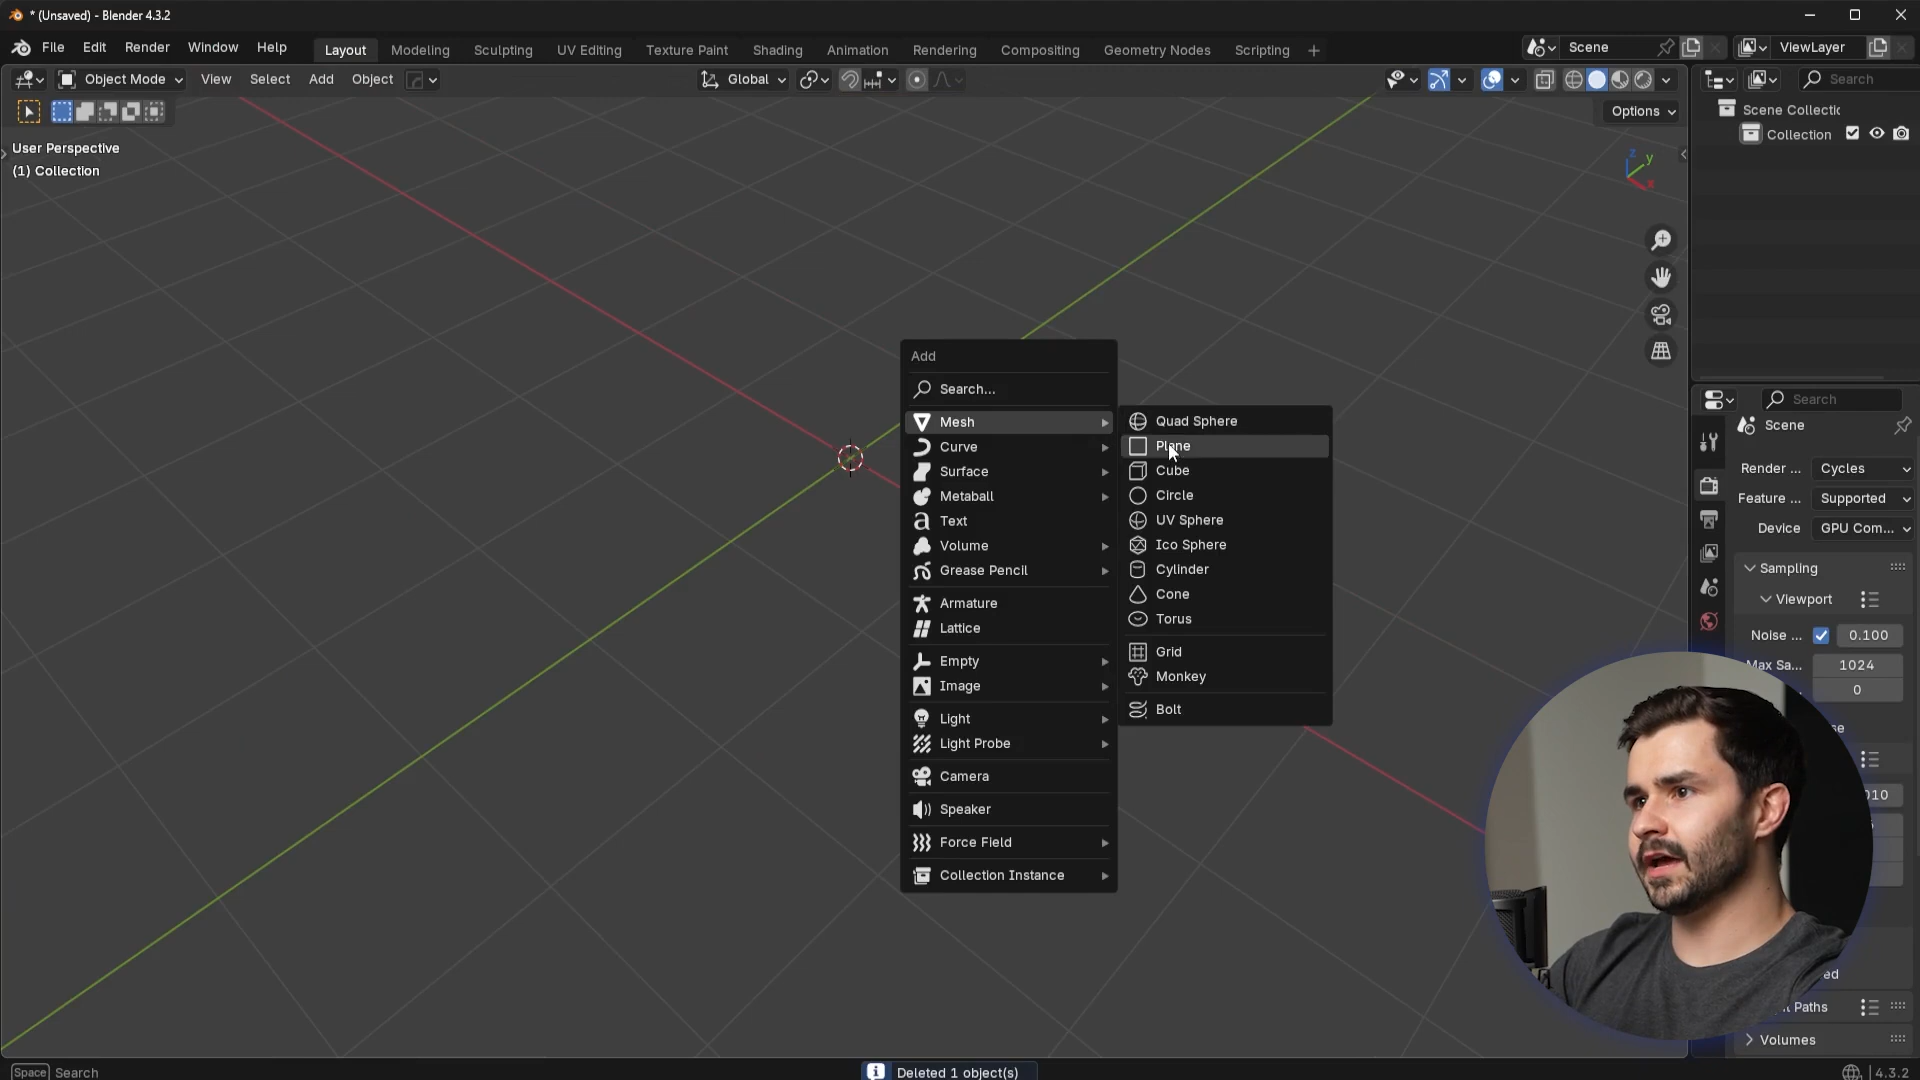 * (Unsaved) - Blender 4.3.2
File Edit Render Window Help
Layout Modeling Sculpting UV Editing Texture Paint Shading Animation Rendering Compositing Geometry Nodes Scripting +
Scene ViewLayer
Object Mode View Select Add Object Global
Search
Options
User Perspective
(1) Collection
z
y
x
Scene Collectic
Collection
Add
Search...
Mesh
Curve
Surface
Metaball
Text
Volume
Grease Pencil
Armature
Lattice
Empty
Image
Light
Light Probe
Camera
Speaker
Force Field
Collection Instance
Quad Sphere
Plane
Cube
Circle
UV Sphere
Ico Sphere
Cylinder
Cone
Torus
Grid
Monkey
Bolt
Search
Scene
Render ... Cycles
Feature ... Supported
Device GPU Com...
Sampling
Viewport
Noise ... 0.100
Max Sa... 1024
0
Volumes
Space Search
Deleted 1 object(s)
4.3.2